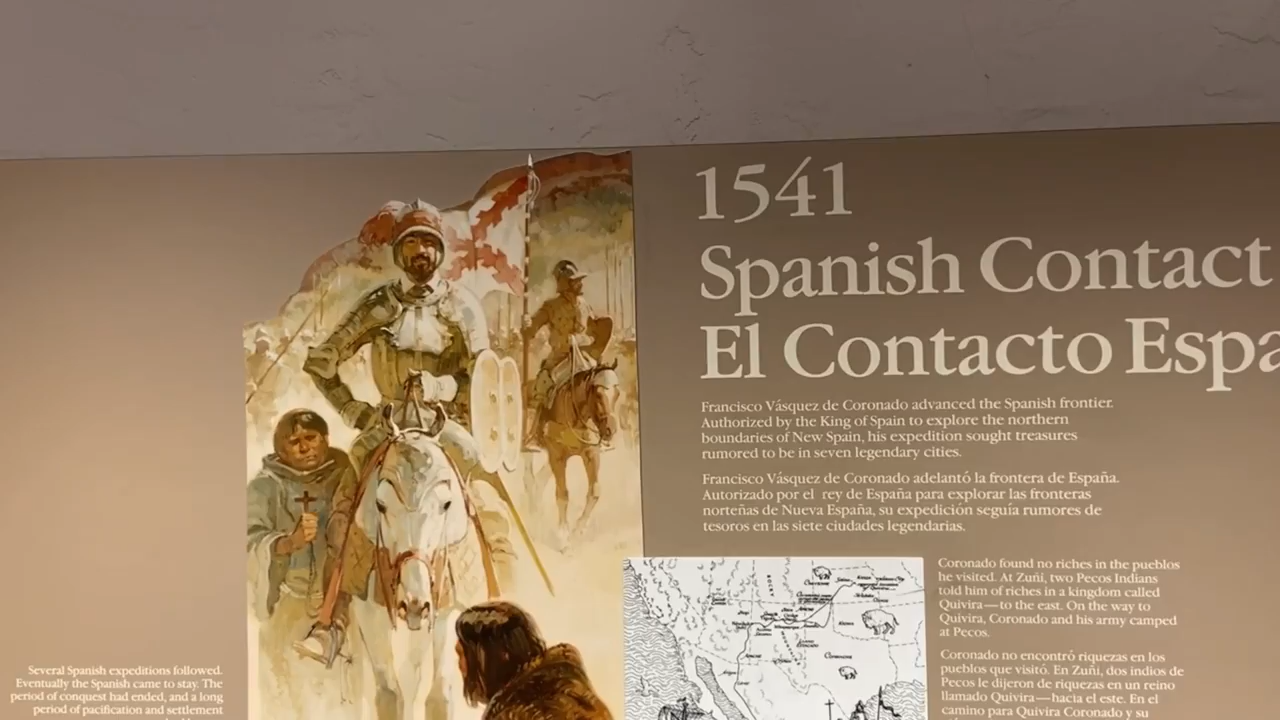 1541
Spanish Contact
El Contacto Espa
Francisco Vásquez de Coronado advanced the Spanish frontier.
Authorized by the King of Spain to explore the northern
boundaries of New Spain, his expedition sought treasures
rumored to be in seven legendary cities.
Francisco Vásquez de Coronado adelantó la frontera de España.
Autorizado por el rey de España para explorar las fronteras
norteñas de Nueva España, su expedición seguía rumores de
tesoros en las siete ciudades legendarias.
Coronado found no riches in the pueblos
he visited. At Zuñi, two Pecos Indians
told him of riches in a kingdom called
Quivira—to the east. On the way to
Quivira, Coronado and his army camped
at Pecos.
Coronado no encontró riquezas en los
pueblos que visitó. En Zuñi, dos indios de
Pecos le dijeron de riquezas en un reino
llamado Quivira—hacia el este. En el
camino para Quivira Coronado y su
Several Spanish expeditions followed.
Eventually the Spanish came to stay. The
period of conquest had ended, and a long
period of pacification and settlement